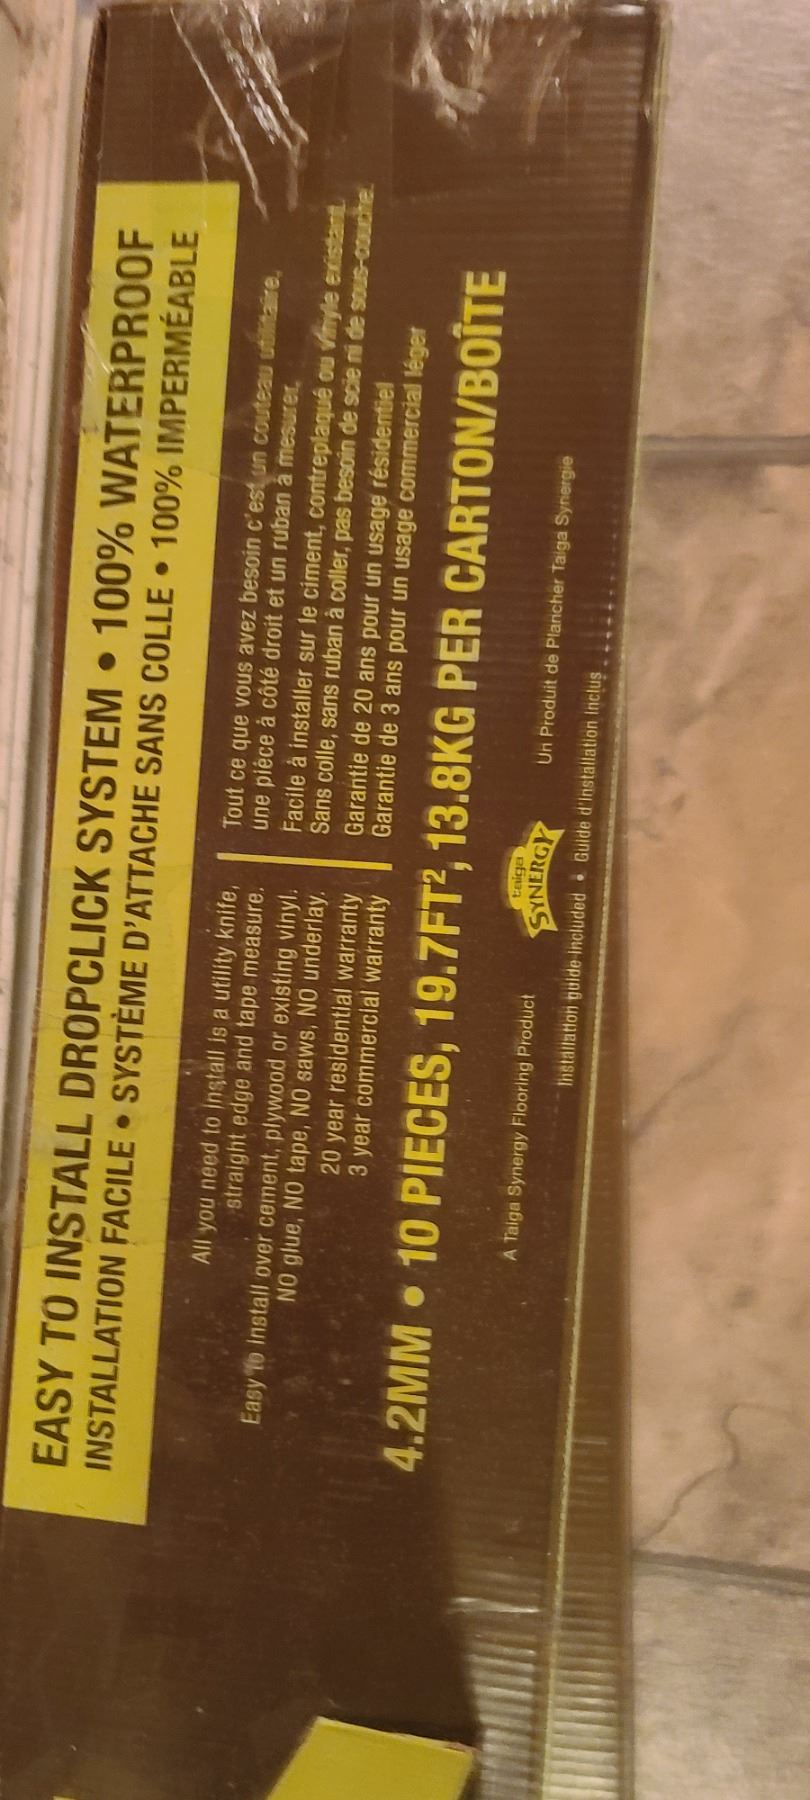 EASY TO INSTALL DROPCLICK SYSTEM • 100% WATERPROOF
INSTALLATION FACILE • SYSTÈME D'ATTACHE SANS COLLE • 100% IMPERMÉABLE
All you need to install is a utility knife,
straight edge and tape measure.
Easy to install over cement, plywood or existing vinyl.
NO glue, NO tape, NO saws, NO underlay.
20 year residential warranty
3 year commercial warranty
Tout ce que vous avez besoin c'est un couteau utilitaire,
une pièce à côté droit et un ruban à mesurer.
Facile à installer sur le ciment, contreplaqué ou vinyle existant.
Sans colle, sans ruban à coller, pas besoin de scie ni de sous-couche.
Garantie de 20 ans pour un usage résidentiel
Garantie de 3 ans pour un usage commercial léger
4.2MM • 10 PIECES, 19.7FT², 13.8KG PER CARTON/BOÎTE
A Taiga Synergy Flooring Product
taiga
SYNERGY
Un Produit de Plancher Taiga Synergie
Installation guide included • Guide d'installation inclus